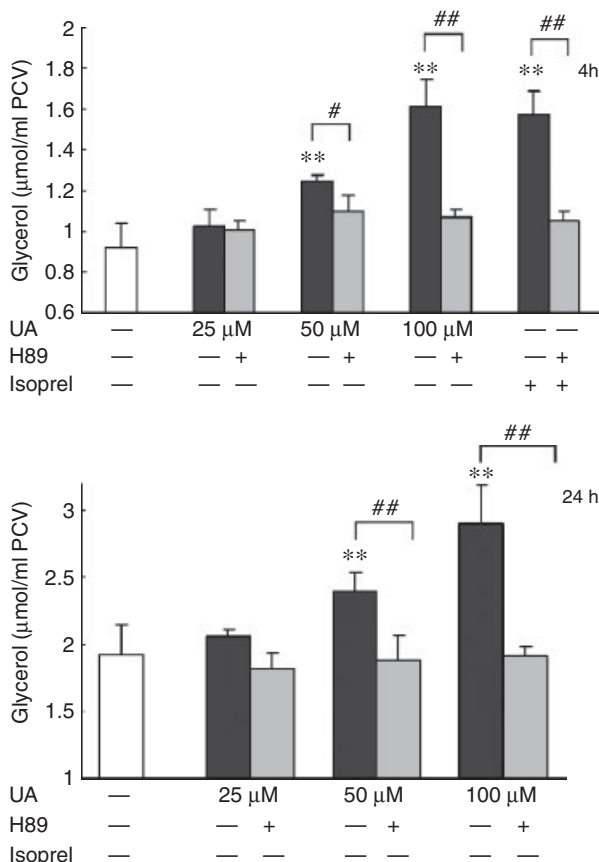 ##
##
2
**
**
4h
1.8
#
1.6
**
1.4
1.2
1
0.8
0.6
Glycerol (μmol/ml PCV)
UA — 25 μM 50 μM 100 μM — —
H89 — — + — + — + — +
Isoprel — — — — — — — + +
##
##
**
24 h
3
**
2.5
2
1.5
1
Glycerol (μmol/ml PCV)
UA — 25 μM 50 μM 100 μM
H89 — — + — + — +
Isoprel — — — — — — —